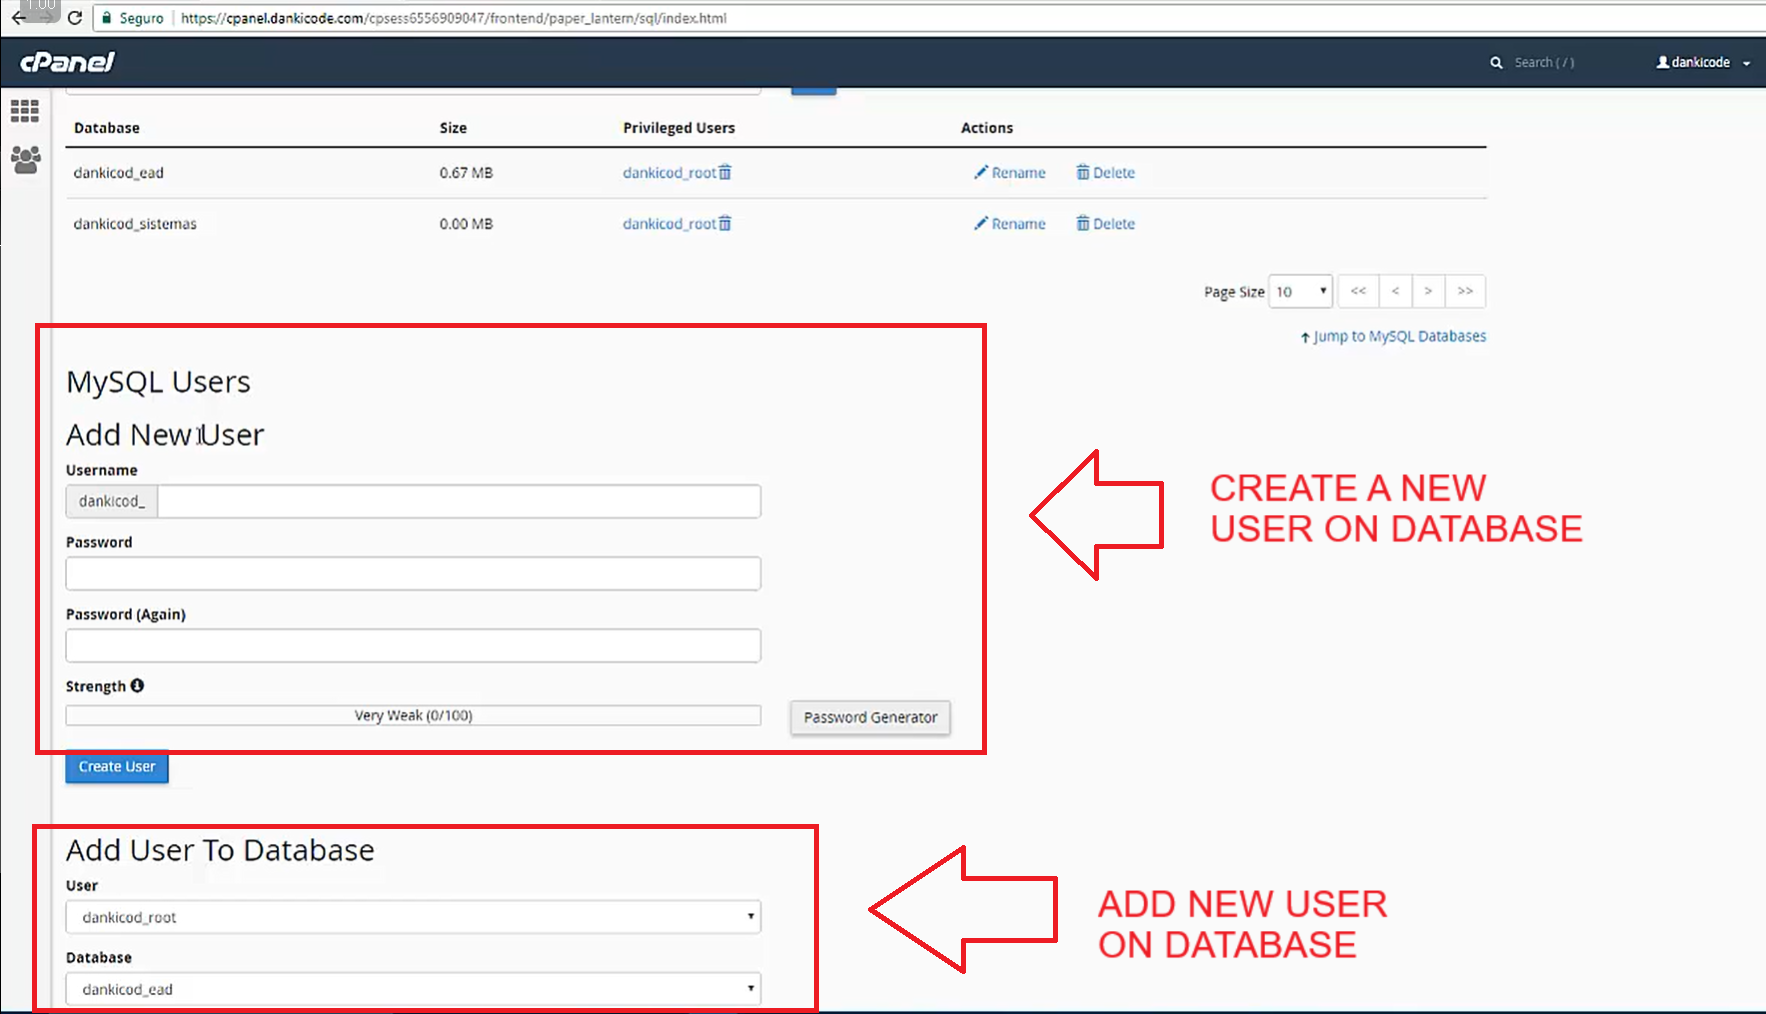 1:00
Seguro https://cpanel.dankicode.com/cpsess6556909047/frontend/paper_lantern/sql/index.html
cPanel Search ( / ) dankicode
Database Size Privileged Users Actions
dankicod_ead 0.67 MB dankicod_root Rename Delete
dankicod_sistemas 0.00 MB dankicod_root Rename Delete
Page Size 10 << < > >>
Jump to MySQL Databases
MySQL Users
Add New User
Username
dankicod_
Password
Password (Again)
Strength
Very Weak (0/100)
Password Generator
Create User
CREATE A NEW
USER ON DATABASE
Add User To Database
User
dankicod_root
Database
dankicod_ead
ADD NEW USER
ON DATABASE